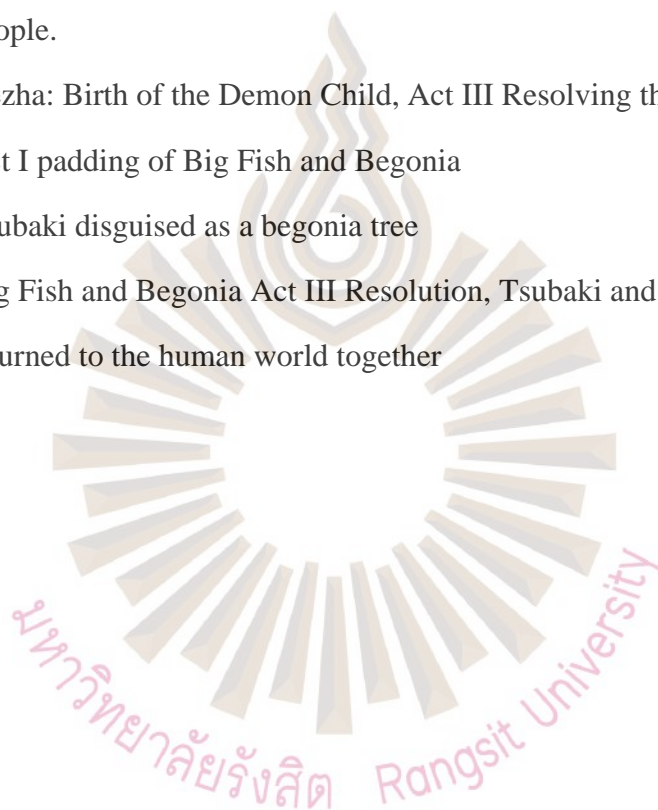 ople.
zha: Birth of the Demon Child, Act III Resolving th
t I padding of Big Fish and Begonia
ubaki disguised as a begonia tree
g Fish and Begonia Act III Resolution, Tsubaki and
urned to the human world together
มหาวิทยาลัยรังสิต Rangsit University